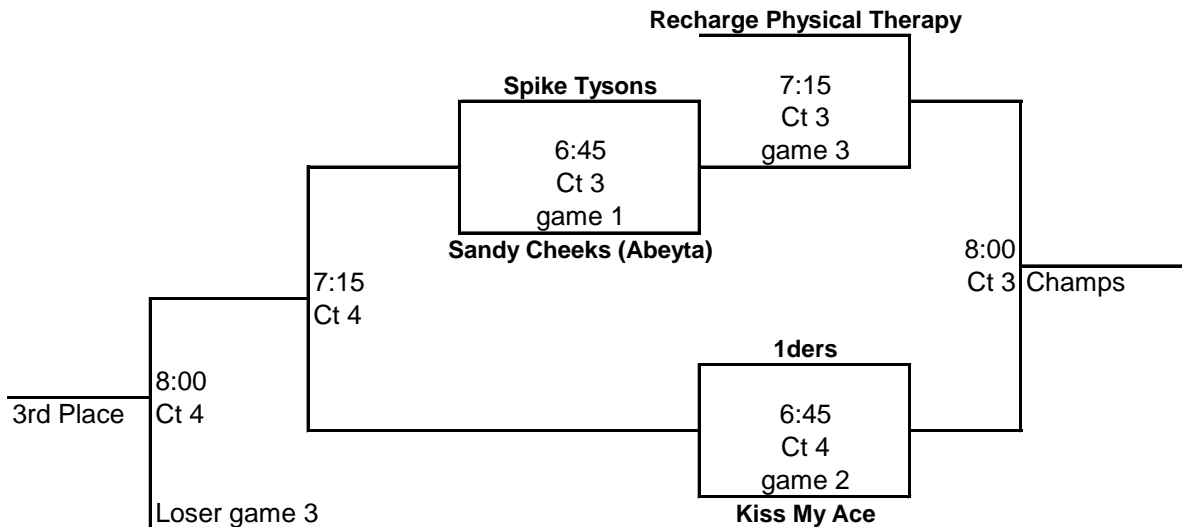 Recharge Physical Therapy
Spike Tysons
7:15
Ct 3
game 3
6:45
Ct 3
game 1
Sandy Cheeks (Abeyta)
7:15
Ct 4
8:00
Ct 3
Champs
1ders
8:00
Ct 4
3rd Place
6:45
Ct 4
game 2
Loser game 3
Kiss My Ace